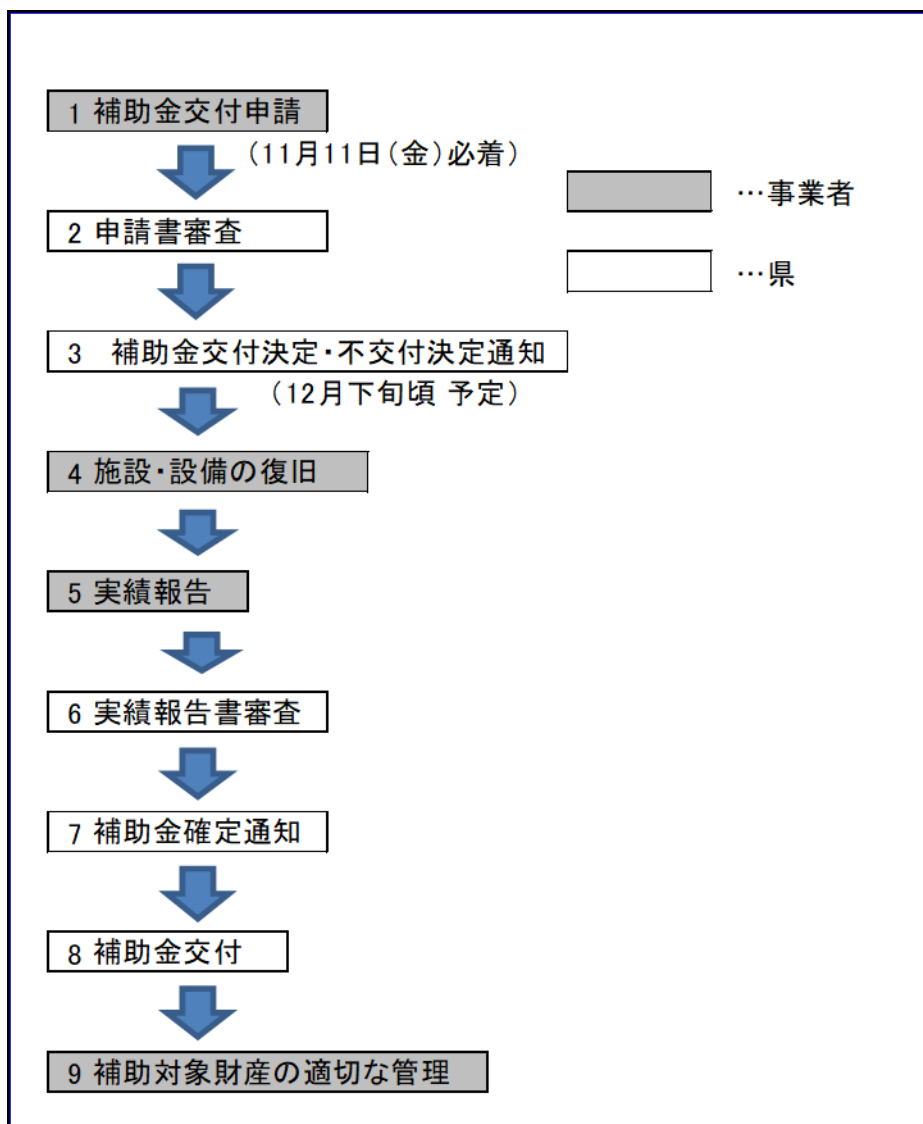 1 補助金交付申請
（11月11日（金）必着）
…事業者
2 申請書審査
…県
3　補助金交付決定・不交付決定通知
（12月下旬頃 予定）
4 施設・設備の復旧
5 実績報告
6 実績報告書審査
7 補助金確定通知
8 補助金交付
9 補助対象財産の適切な管理